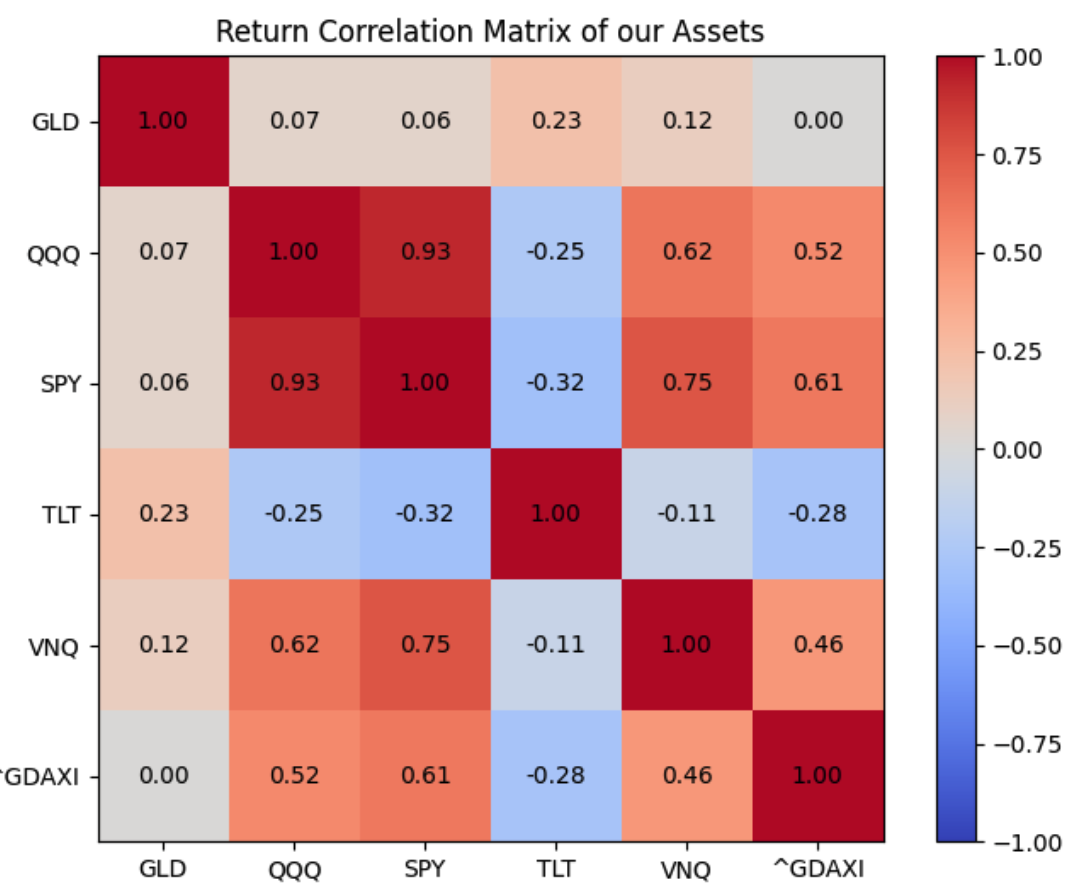 Return Correlation Matrix of our Assets
GLD 1.00 0.07 0.06 0.23 0.12 0.00
QQQ 0.07 1.00 0.93 -0.25 0.62 0.52
SPY 0.06 0.93 1.00 -0.32 0.75 0.61
TLT 0.23 -0.25 -0.32 1.00 -0.11 -0.28
VNQ 0.12 0.62 0.75 -0.11 1.00 0.46
^GDAXI 0.00 0.52 0.61 -0.28 0.46 1.00
GLD QQQ SPY TLT VNQ ^GDAXI
1.00
0.75
0.50
0.25
0.00
−0.25
−0.50
−0.75
−1.00